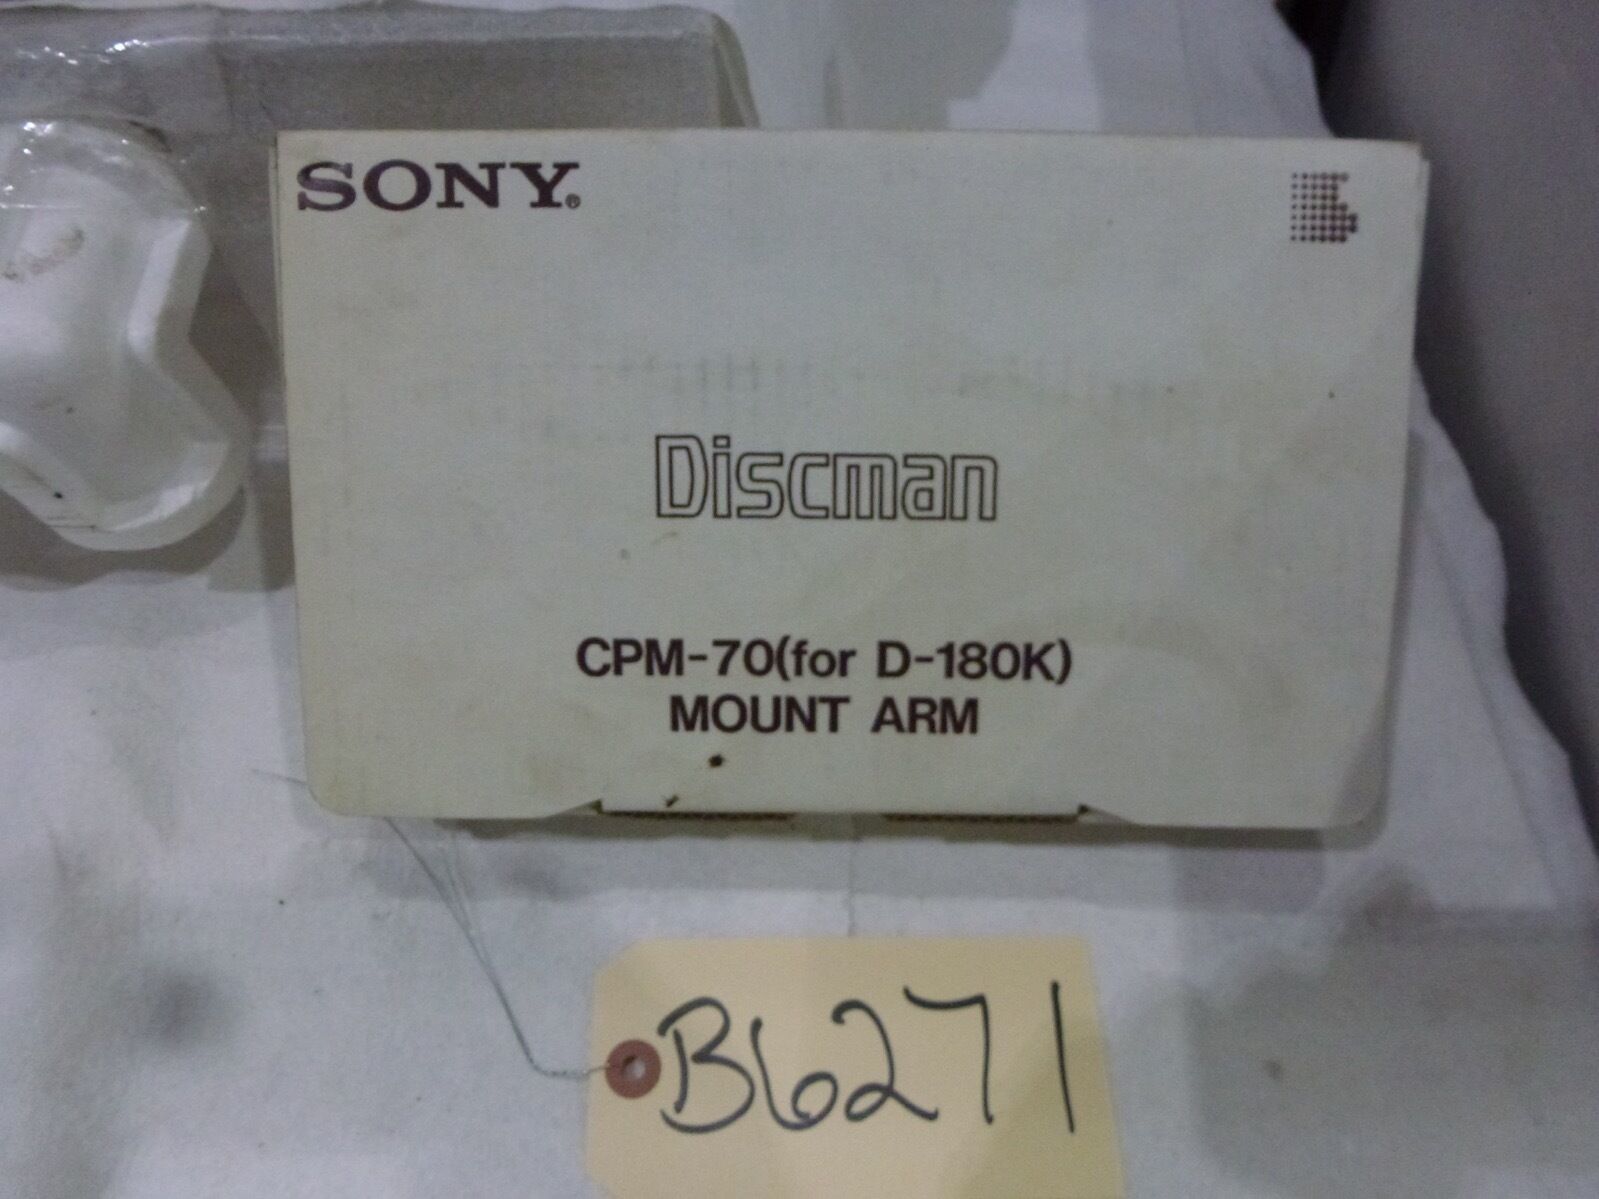 SONY®
Discman
CPM-70(for D-180K)
MOUNT ARM
B6271